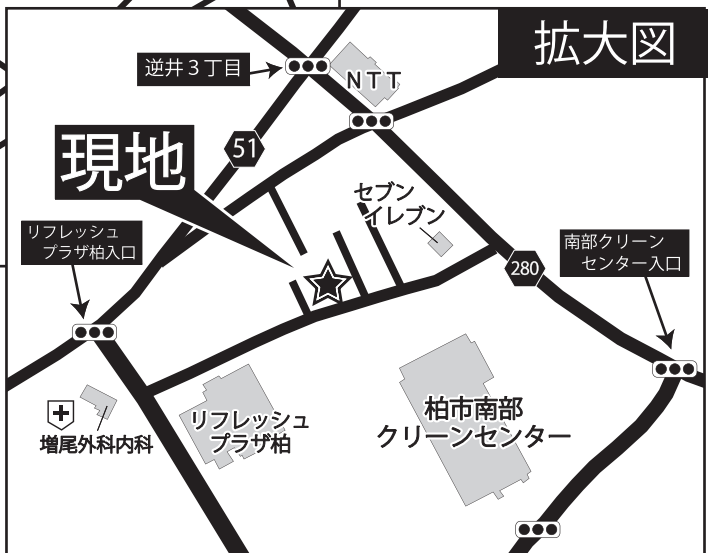 拡大図
逆井３丁目
ＮＴＴ
51
現地
セブン
イレブン
リフレッシュ
プラザ柏入口
280
南部クリーン
センター入口
リフレッシュ
プラザ柏
柏市南部
クリーンセンター
増尾外科内科